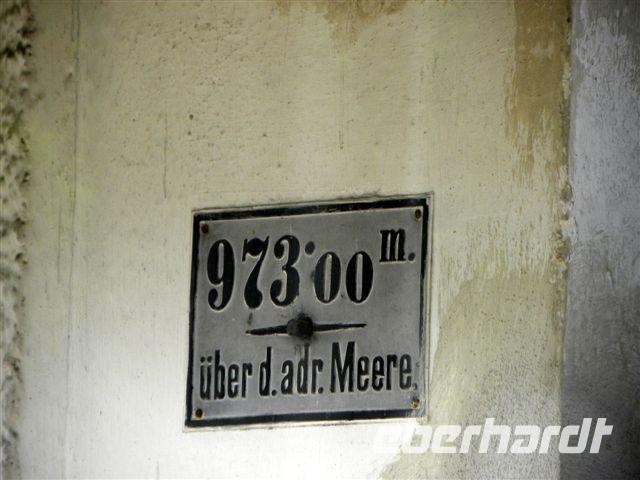 973·00 m.
über d. adr. Meere.
eberhardt